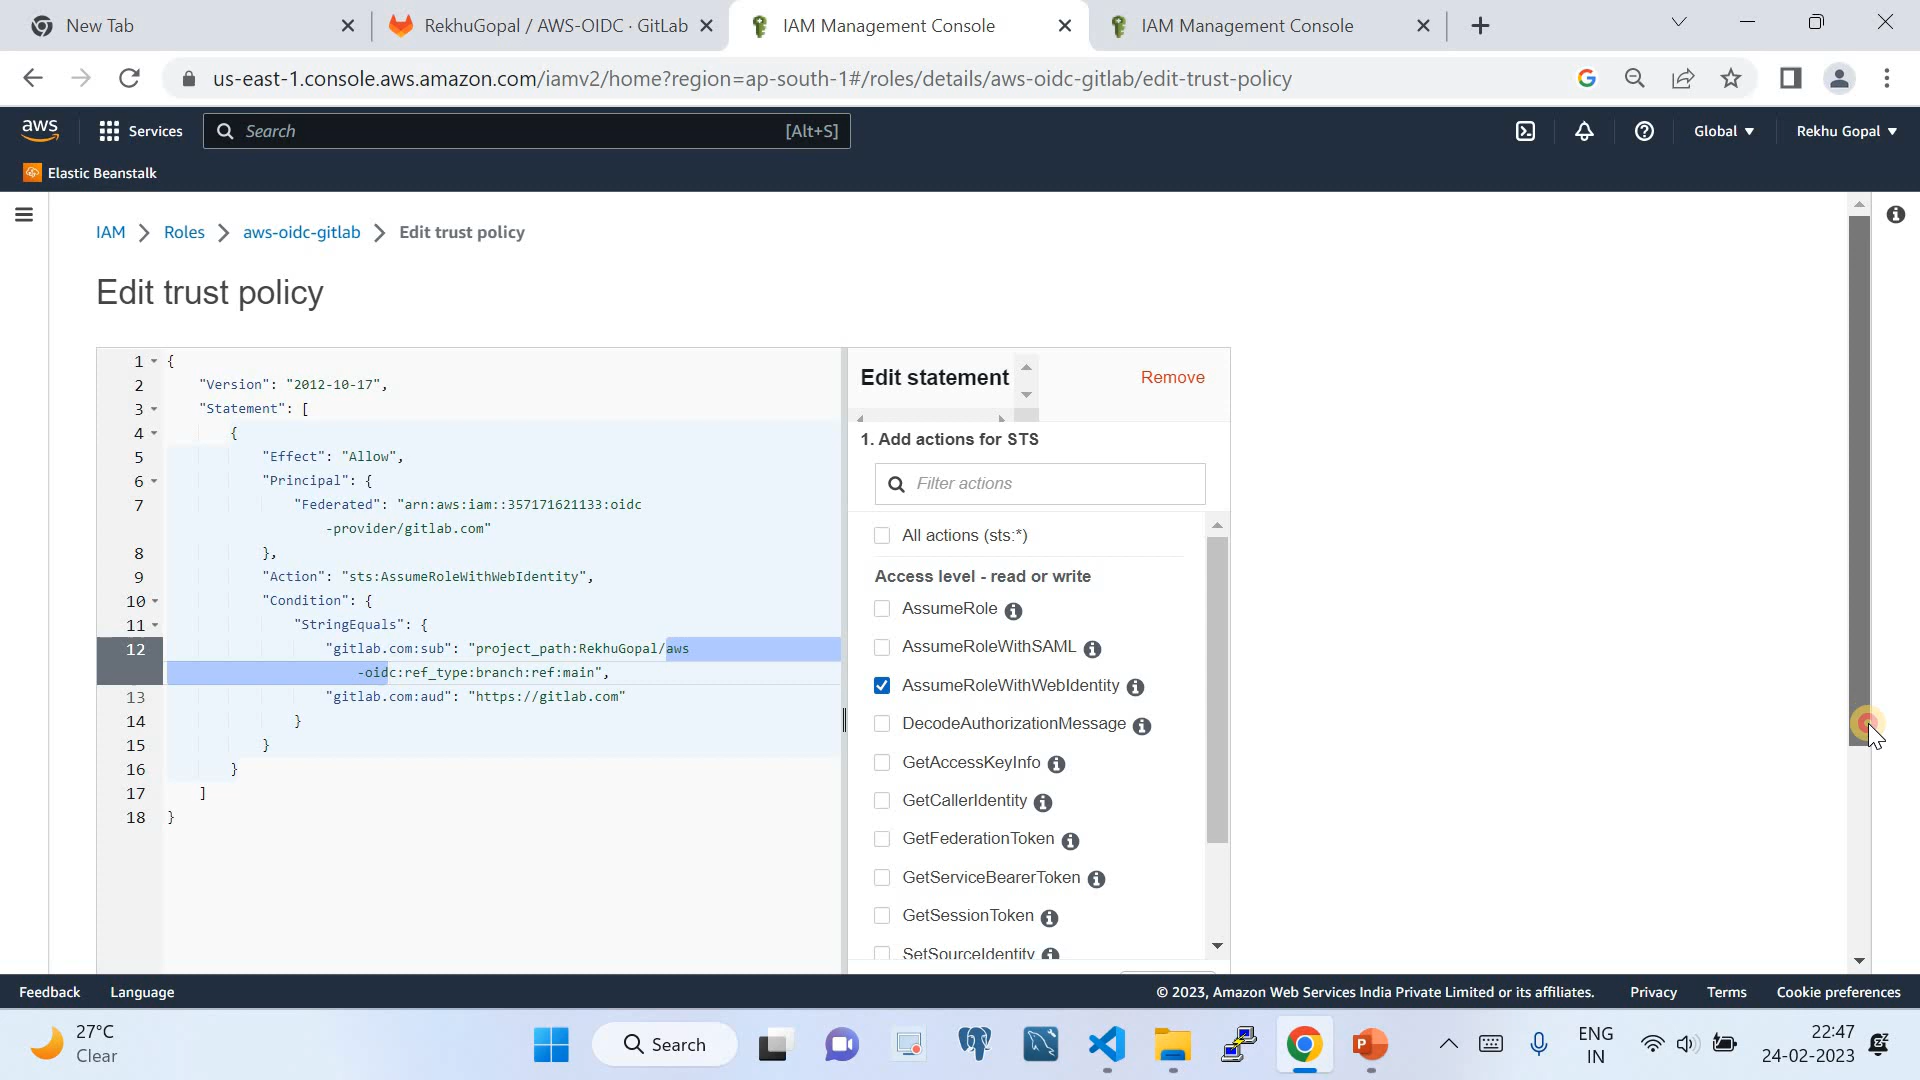 New Tab
RekhuGopal / AWS-OIDC · GitLab
IAM Management Console
IAM Management Console
us-east-1.console.aws.amazon.com/iamv2/home?region=ap-south-1#/roles/details/aws-oidc-gitlab/edit-trust-policy
aws
Services
Search
[Alt+S]
Global
Rekhu Gopal
Elastic Beanstalk
IAM
Roles
aws-oidc-gitlab
Edit trust policy
Edit trust policy
1 {
2 "Version": "2012-10-17",
3 "Statement": [
4 {
5 "Effect": "Allow",
6 "Principal": {
7 "Federated": "arn:aws:iam::357171621133:oidc
-provider/gitlab.com"
8 },
9 "Action": "sts:AssumeRoleWithWebIdentity",
10 "Condition": {
11 "StringEquals": {
12 "gitlab.com:sub": "project_path:RekhuGopal/aws
-oidc:ref_type:branch:ref:main",
13 "gitlab.com:aud": "https://gitlab.com"
14 }
15 }
16 }
17 ]
18 }
Edit statement
Remove
1. Add actions for STS
Filter actions
All actions (sts:*)
Access level - read or write
AssumeRole
AssumeRoleWithSAML
AssumeRoleWithWebIdentity
DecodeAuthorizationMessage
GetAccessKeyInfo
GetCallerIdentity
GetFederationToken
GetServiceBearerToken
GetSessionToken
SetSourceIdentity
Feedback
Language
© 2023, Amazon Web Services India Private Limited or its affiliates.
Privacy
Terms
Cookie preferences
27°C
Clear
Search
ENG
IN
22:47
24-02-2023